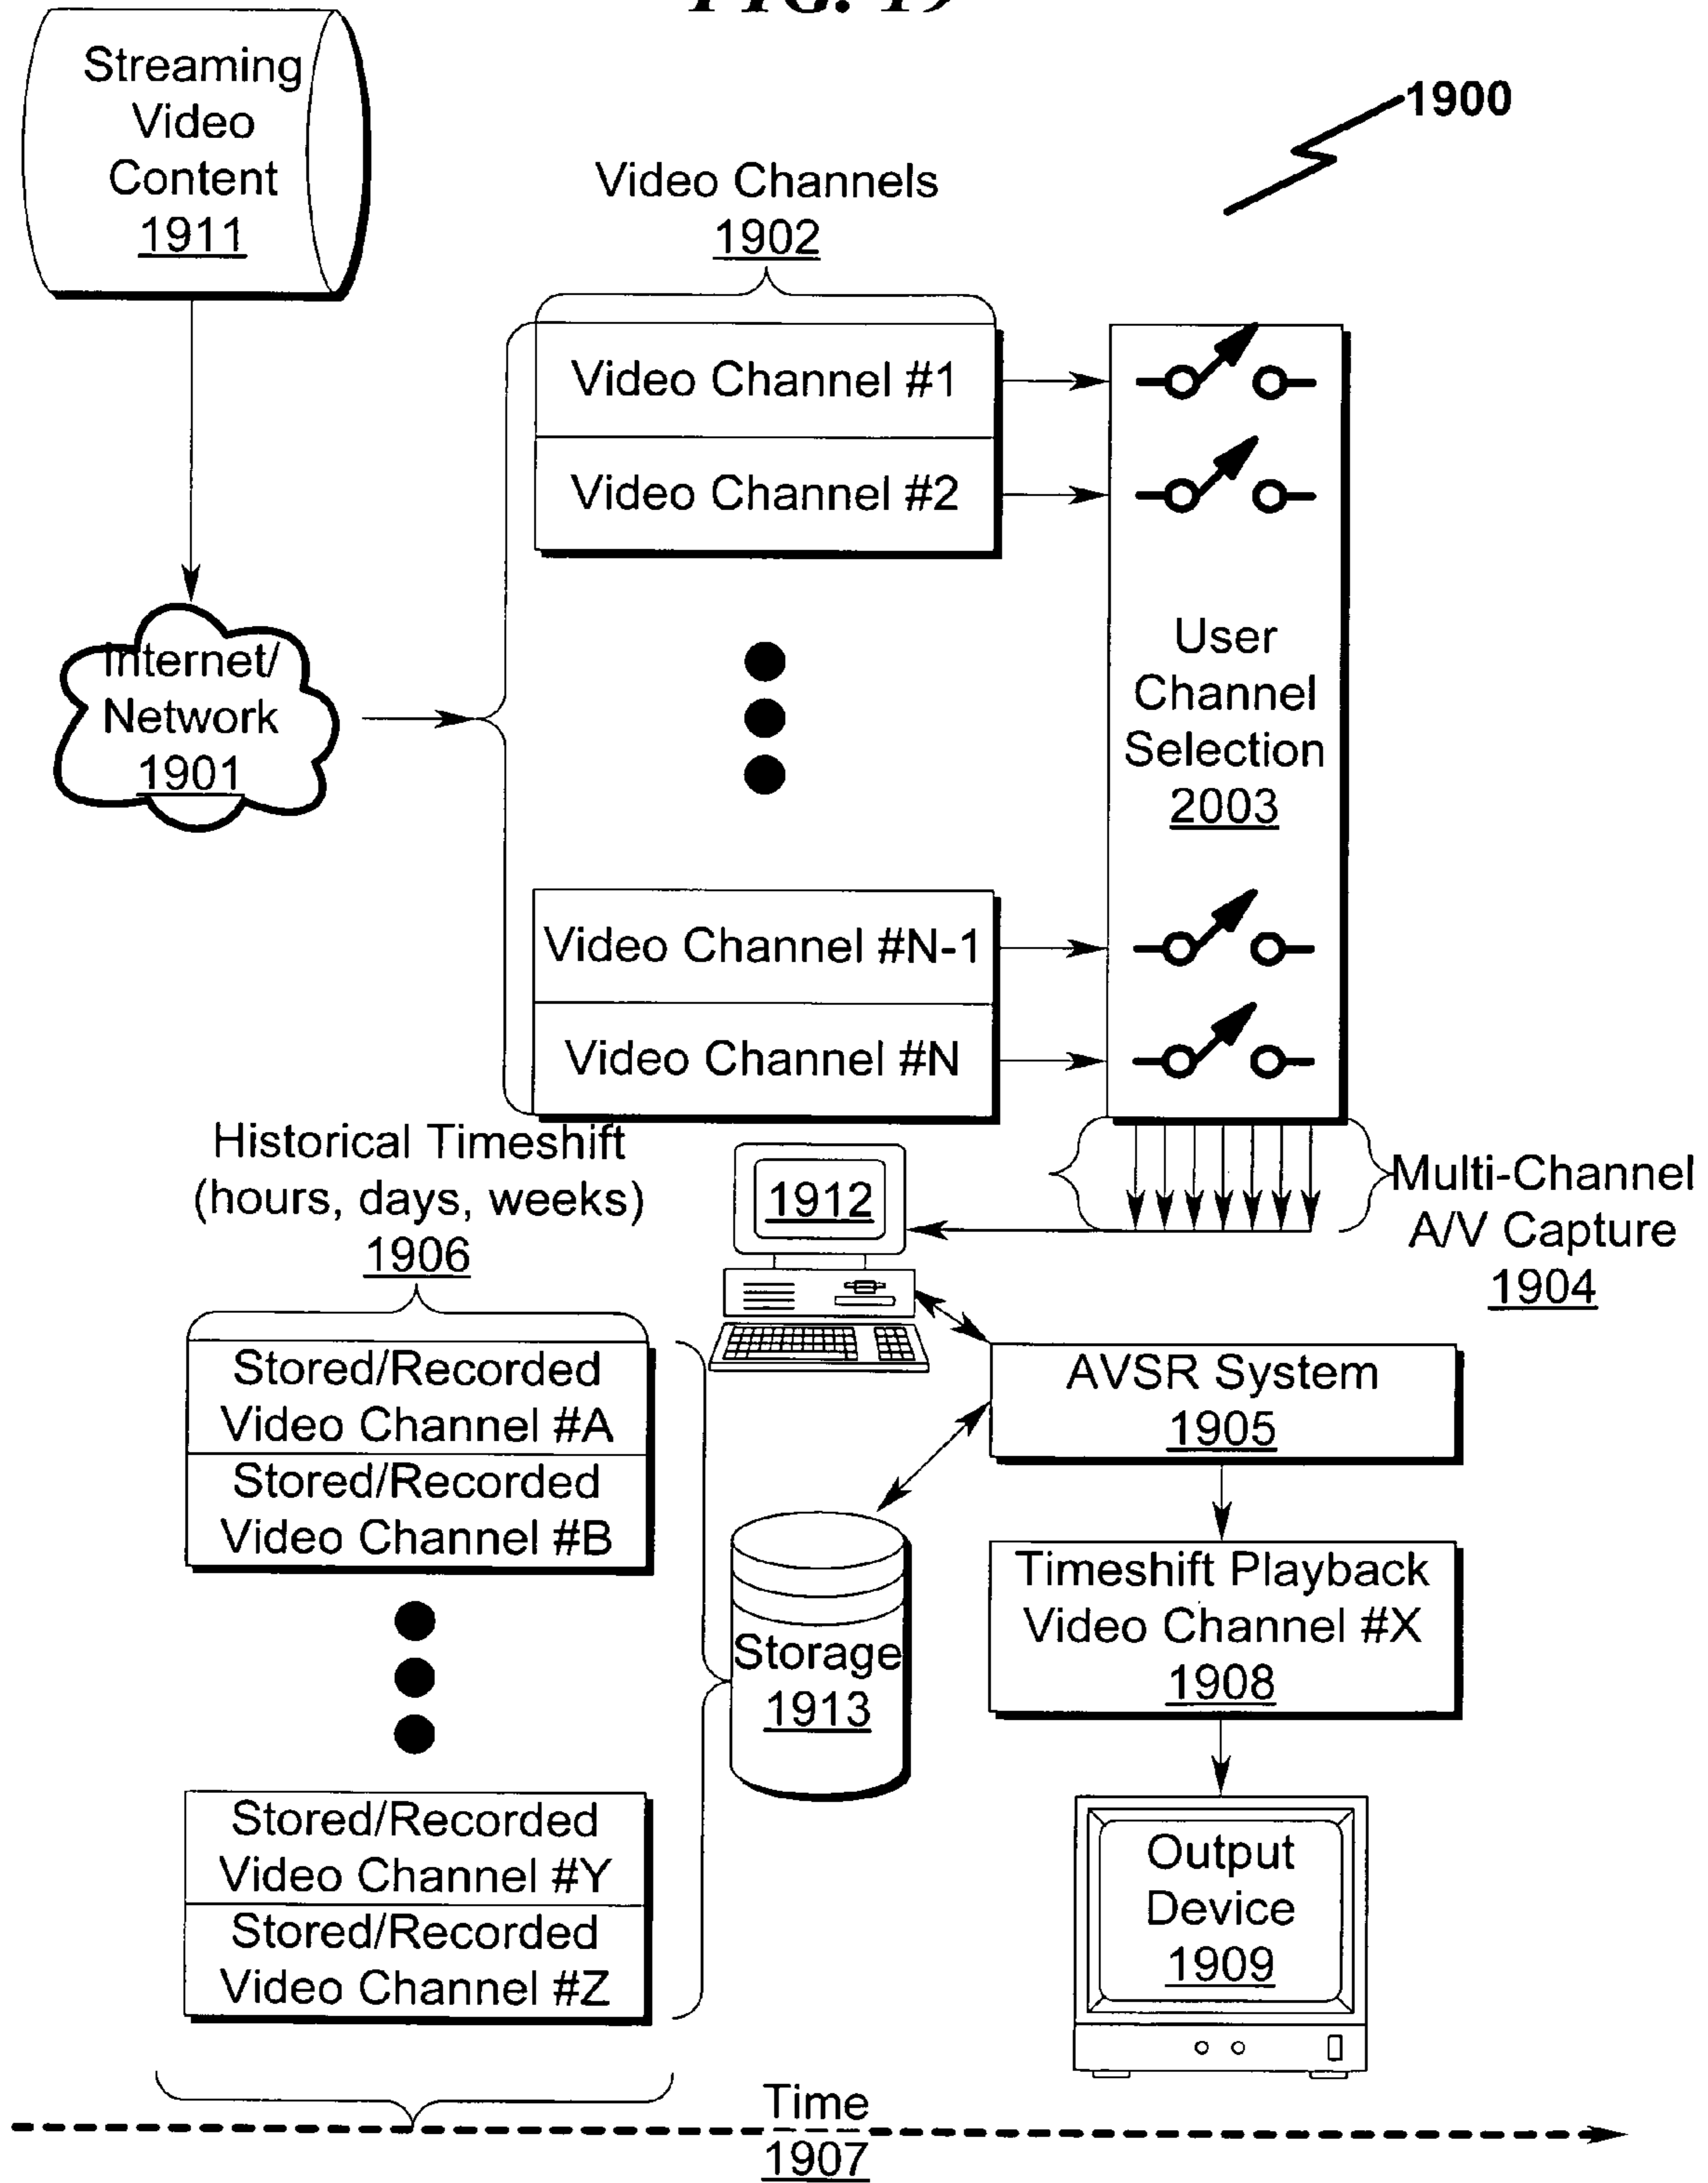 FIG. 19
1900
Streaming
Video
Content
1911
Video Channels
1902
Video Channel #1
Video Channel #2
Internet/
Network
1901
User
Channel
Selection
2003
Video Channel #N-1
Video Channel #N
Historical Timeshift
(hours, days, weeks)
1906
1912
Multi-Channel
A/V Capture
1904
Stored/Recorded
Video Channel #A
Stored/Recorded
Video Channel #B
AVSR System
1905
Timeshift Playback
Video Channel #X
1908
Storage
1913
Stored/Recorded
Video Channel #Y
Stored/Recorded
Video Channel #Z
Output
Device
1909
Time
1907